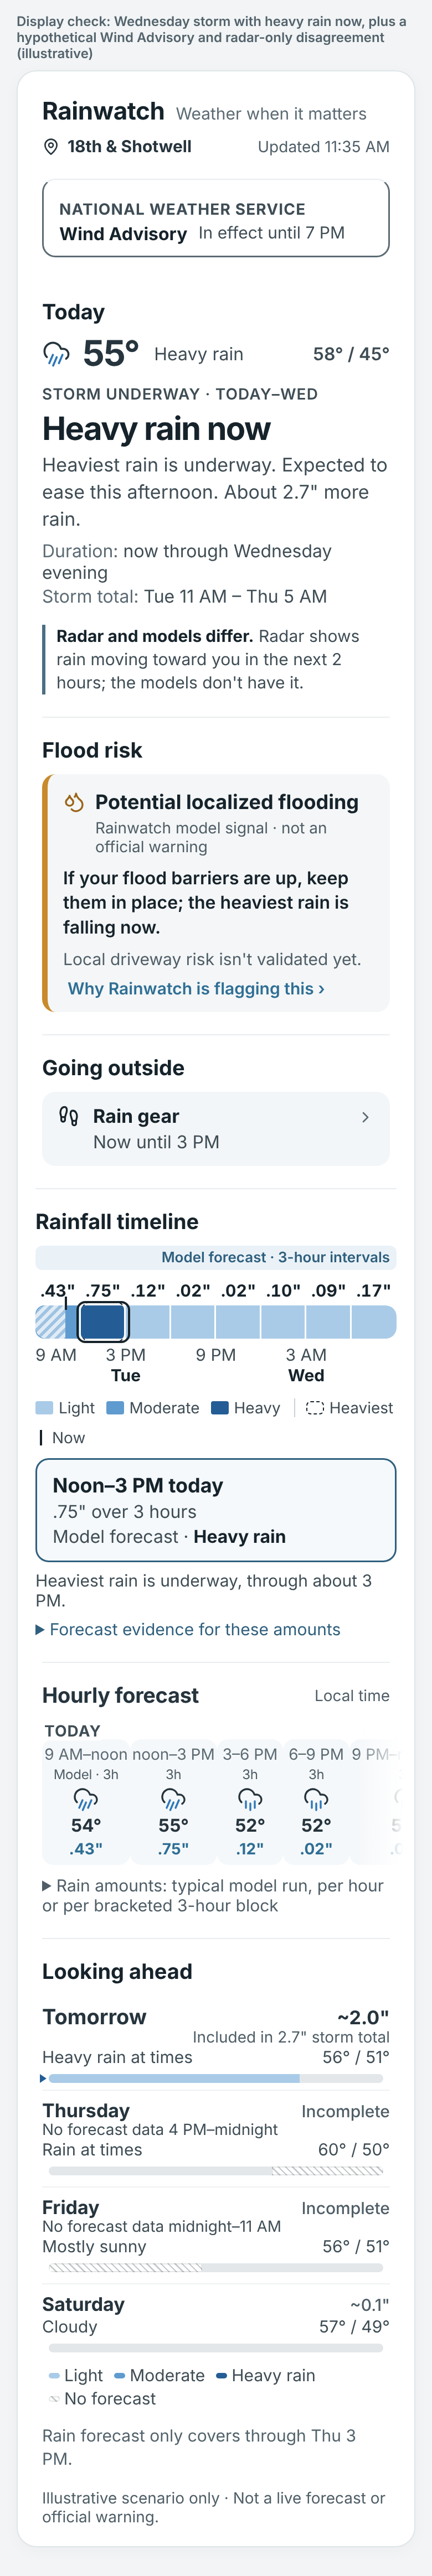 Display check: Wednesday storm with heavy rain now, plus a
hypothetical Wind Advisory and radar-only disagreement
(illustrative)
Rainwatch Weather when it matters
18th & Shotwell Updated 11:35 AM
NATIONAL WEATHER SERVICE
Wind Advisory In effect until 7 PM
Today
55° Heavy rain 58° / 45°
STORM UNDERWAY · TODAY–WED
Heavy rain now
Heaviest rain is underway. Expected to
ease this afternoon. About 2.7" more
rain.
Duration: now through Wednesday
evening
Storm total: Tue 11 AM – Thu 5 AM
Radar and models differ. Radar shows
rain moving toward you in the next 2
hours; the models don't have it.
Flood risk
Potential localized flooding
Rainwatch model signal · not an
official warning
If your flood barriers are up, keep
them in place; the heaviest rain is
falling now.
Local driveway risk isn't validated yet.
Why Rainwatch is flagging this ›
Going outside
Rain gear
Now until 3 PM
Rainfall timeline
Model forecast · 3-hour intervals
.43" .75" .12" .02" .02" .10" .09" .17"
9 AM 3 PM 9 PM 3 AM
Tue Wed
Light Moderate Heavy Heaviest
Now
Noon–3 PM today
.75" over 3 hours
Model forecast · Heavy rain
Heaviest rain is underway, through about 3
PM.
Forecast evidence for these amounts
Hourly forecast Local time
TODAY
9 AM–noon noon–3 PM 3–6 PM 6–9 PM 9 PM–
Model · 3h 3h 3h 3h
54° 55° 52° 52°
.43" .75" .12" .02"
Rain amounts: typical model run, per hour
or per bracketed 3-hour block
Looking ahead
Tomorrow ~2.0"
Included in 2.7" storm total
Heavy rain at times 56° / 51°
Thursday Incomplete
No forecast data 4 PM–midnight
Rain at times 60° / 50°
Friday Incomplete
No forecast data midnight–11 AM
Mostly sunny 56° / 51°
Saturday ~0.1"
Cloudy 57° / 49°
Light Moderate Heavy rain
No forecast
Rain forecast only covers through Thu 3
PM.
Illustrative scenario only · Not a live forecast or
official warning.